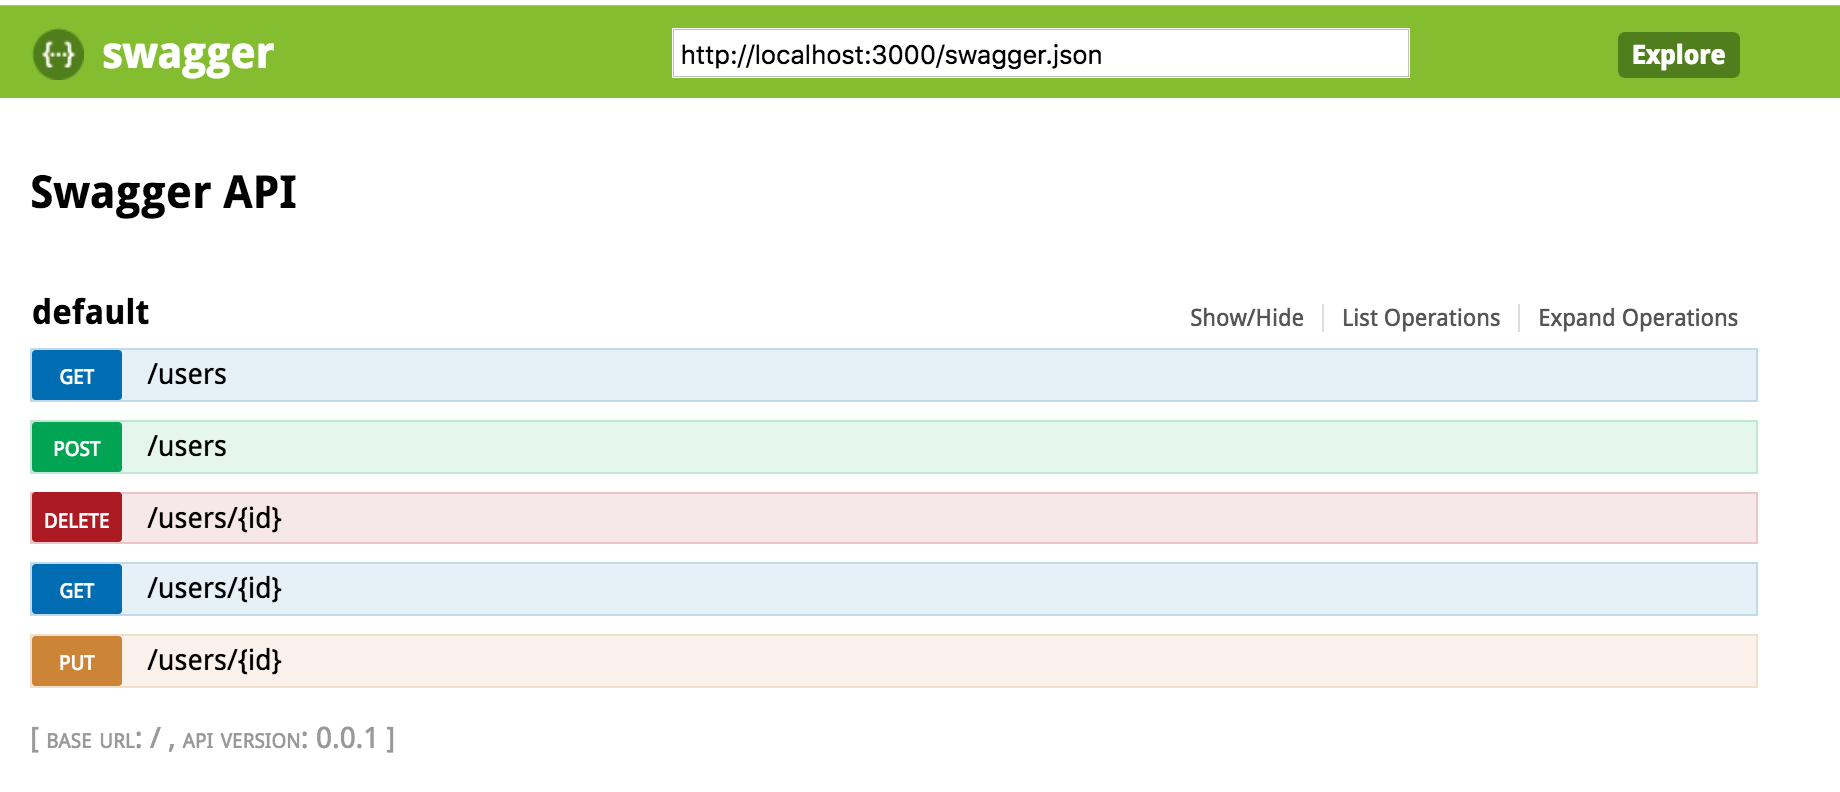 {···} swagger http://localhost:3000/swagger.json Explore
Swagger API
default Show/Hide List Operations Expand Operations
GET /users
POST /users
DELETE /users/{id}
GET /users/{id}
PUT /users/{id}
[ BASE URL: / , API VERSION: 0.0.1 ]